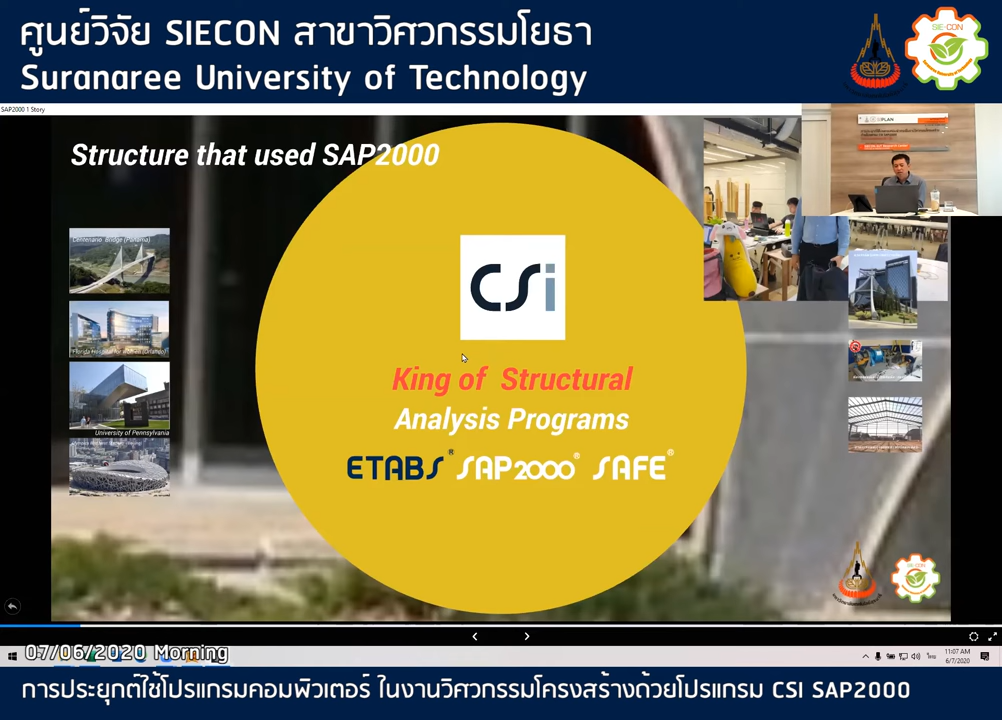 ศูนย์วิจัย SIECON สาขาวิศวกรรมโยธา
Suranaree University of Technology
SAP2000 1 Story
Structure that used SAP2000
SIE-CON
Centenario Bridge (Panama)
Florida Hospital for Women (Orlando)
University of Pennsylvania
CSi
King of Structural
Analysis Programs
ETABS® SAP2000® SAFE®
07/06/2020 Morning
11:07 AM
6/7/2020
การประยุกต์ใช้โปรแกรมคอมพิวเตอร์ ในงานวิศวกรรมโครงสร้างด้วยโปรแกรม CSI SAP2000